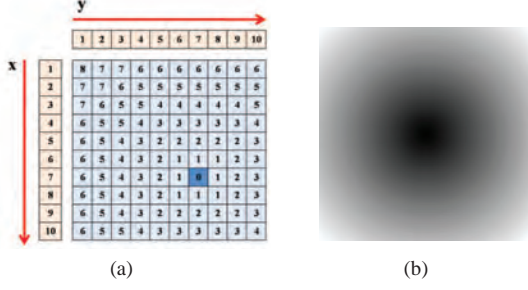 y
1 2 3 4 5 6 7 8 9 10
x
1 8 7 7 6 6 6 6 6 6 6
2 7 7 6 5 5 5 5 5 5 5
3 7 6 5 5 4 4 4 4 4 5
4 6 5 5 4 3 3 3 3 3 4
5 6 5 4 3 2 2 2 2 2 3
6 6 5 4 3 2 1 1 1 2 3
7 6 5 4 3 2 1 0 1 2 3
8 6 5 4 3 2 1 1 1 2 3
9 6 5 4 3 2 2 2 2 2 3
10 6 5 5 4 3 3 3 3 3 4
(a) (b)